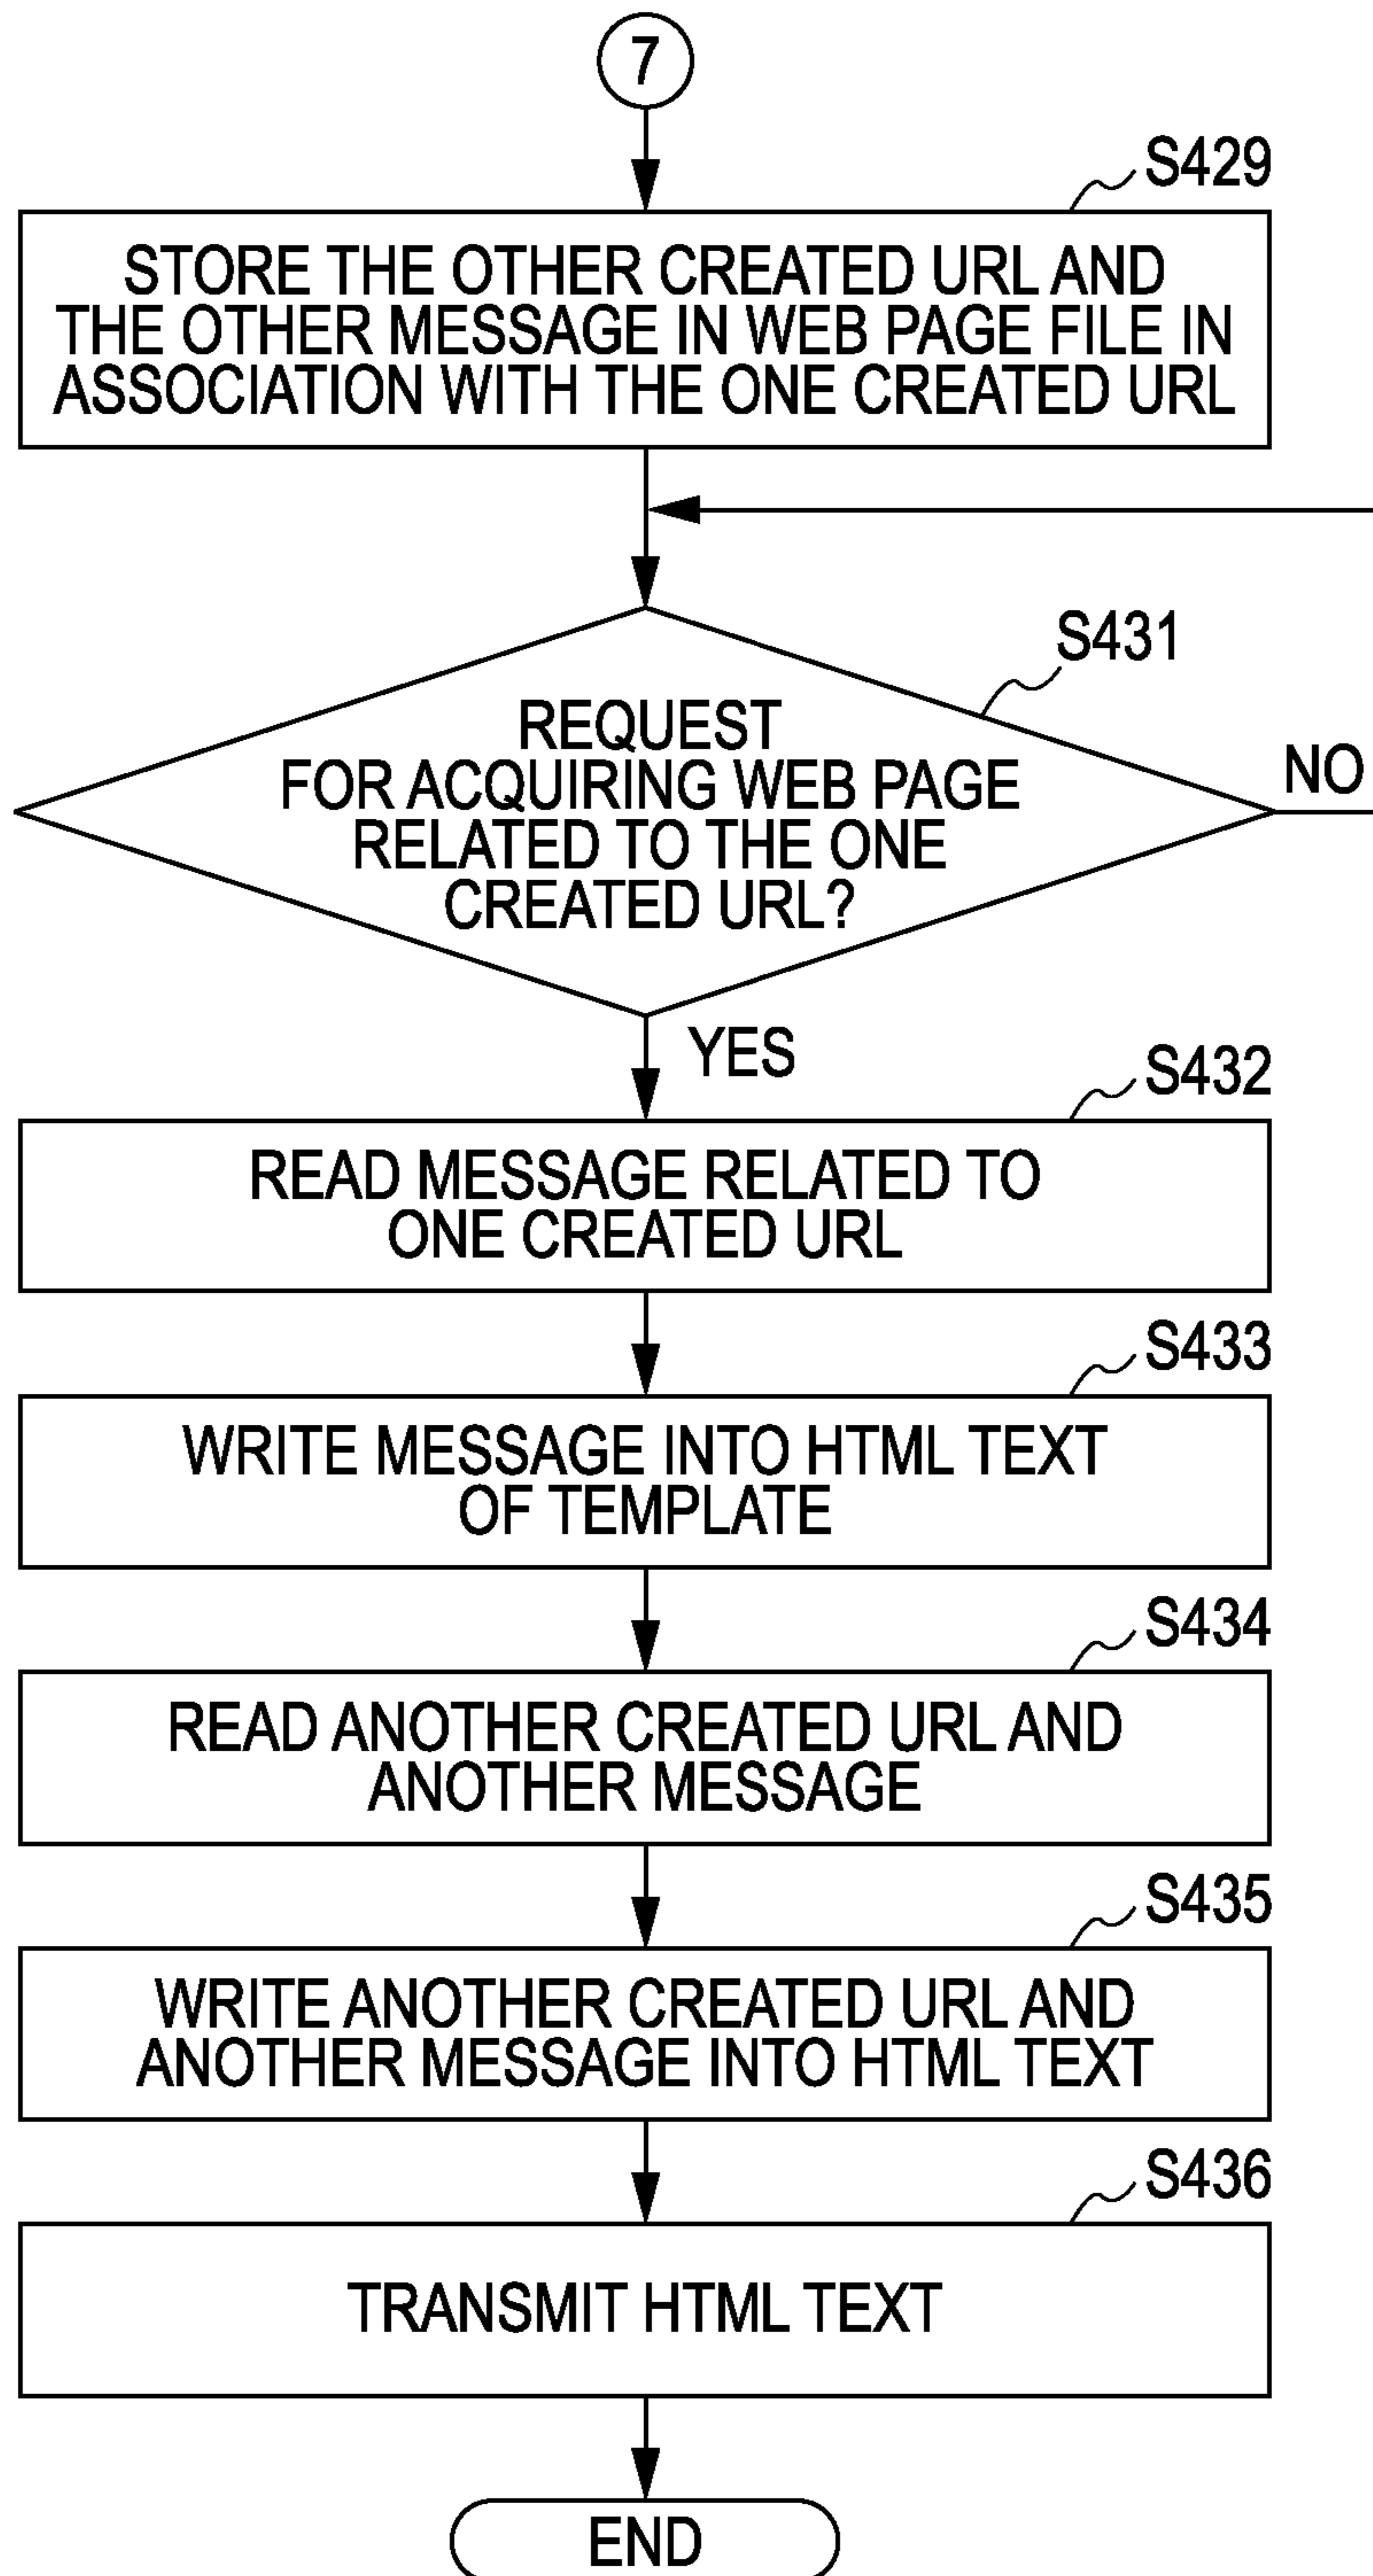 7
S429
STORE THE OTHER CREATED URL AND
THE OTHER MESSAGE IN WEB PAGE FILE IN
ASSOCIATION WITH THE ONE CREATED URL
S431
REQUEST
FOR ACQUIRING WEB PAGE
RELATED TO THE ONE
CREATED URL?
NO
YES
S432
READ MESSAGE RELATED TO
ONE CREATED URL
S433
WRITE MESSAGE INTO HTML TEXT
OF TEMPLATE
S434
READ ANOTHER CREATED URL AND
ANOTHER MESSAGE
S435
WRITE ANOTHER CREATED URL AND
ANOTHER MESSAGE INTO HTML TEXT
S436
TRANSMIT HTML TEXT
END